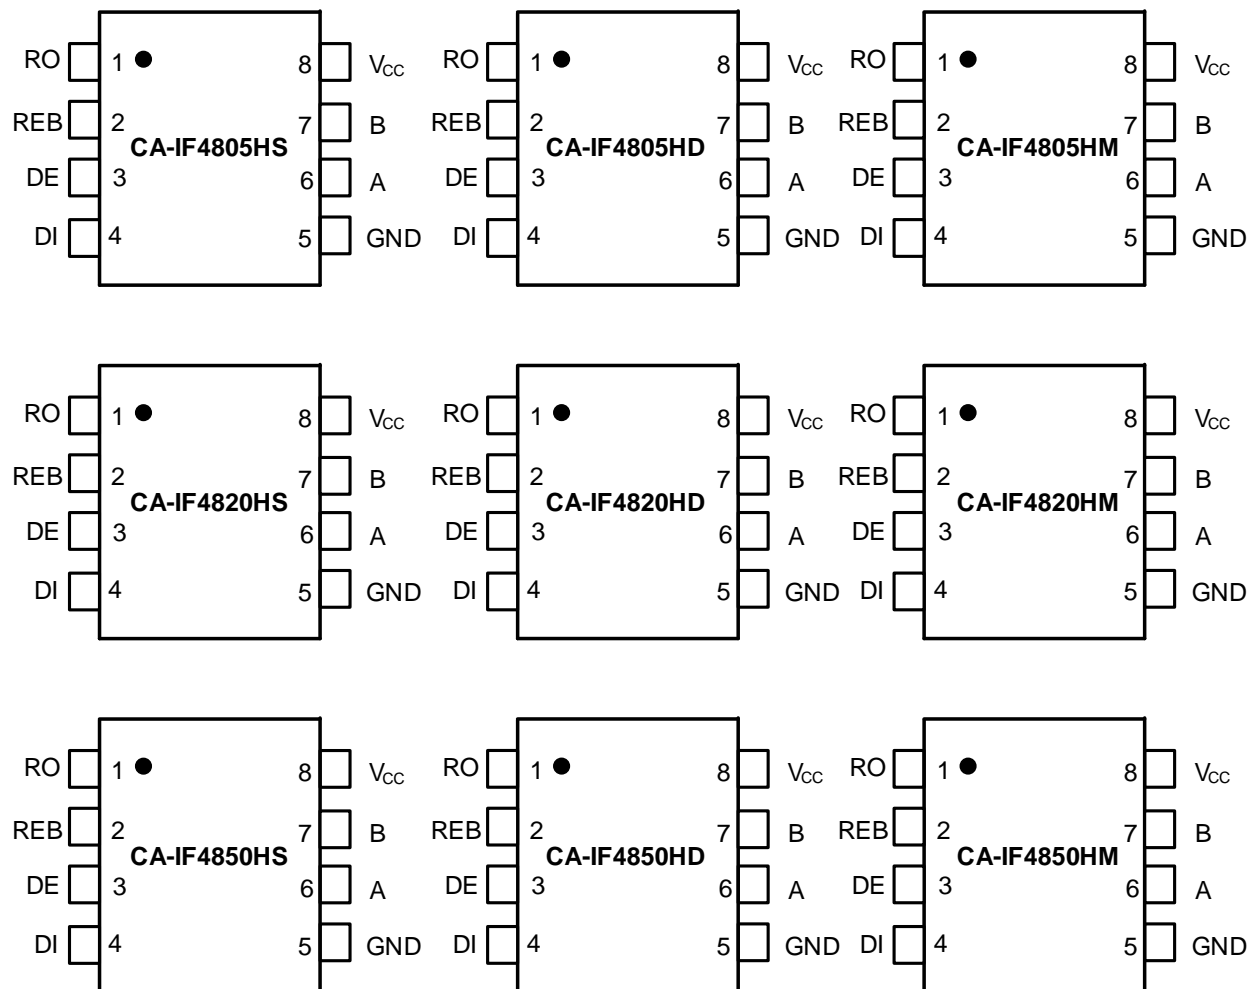 RO 1 8 VCC RO 1 8 VCC RO 1 8 VCC
REB 2 7 B REB 2 7 B REB 2 7 B
CA-IF4805HS CA-IF4805HD CA-IF4805HM
DE 3 6 A DE 3 6 A DE 3 6 A
DI 4 5 GND DI 4 5 GND DI 4 5 GND
RO 1 8 VCC RO 1 8 VCC RO 1 8 VCC
REB 2 7 B REB 2 7 B REB 2 7 B
CA-IF4820HS CA-IF4820HD CA-IF4820HM
DE 3 6 A DE 3 6 A DE 3 6 A
DI 4 5 GND DI 4 5 GND DI 4 5 GND
RO 1 8 VCC RO 1 8 VCC RO 1 8 VCC
REB 2 7 B REB 2 7 B REB 2 7 B
CA-IF4850HS CA-IF4850HD CA-IF4850HM
DE 3 6 A DE 3 6 A DE 3 6 A
DI 4 5 GND DI 4 5 GND DI 4 5 GND